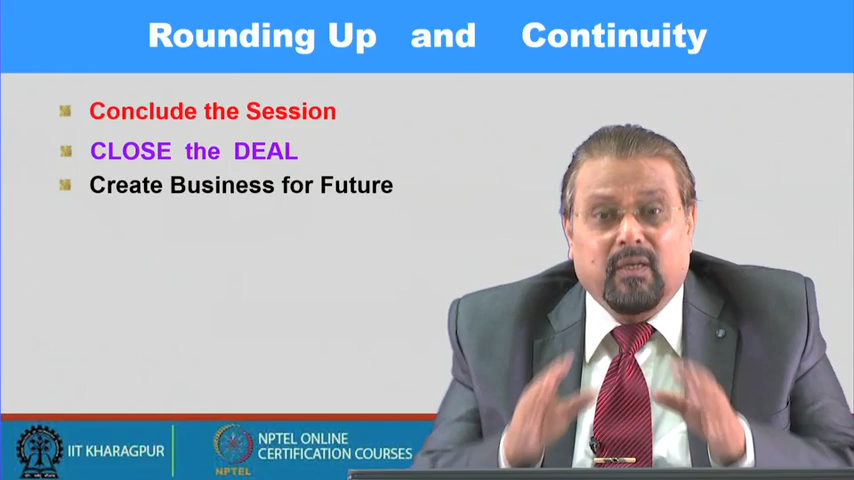 Rounding Up and Continuity
Conclude the Session
CLOSE the DEAL
Create Business for Future
IIT KHARAGPUR
NPTEL ONLINE
CERTIFICATION COURSES
NPTEL